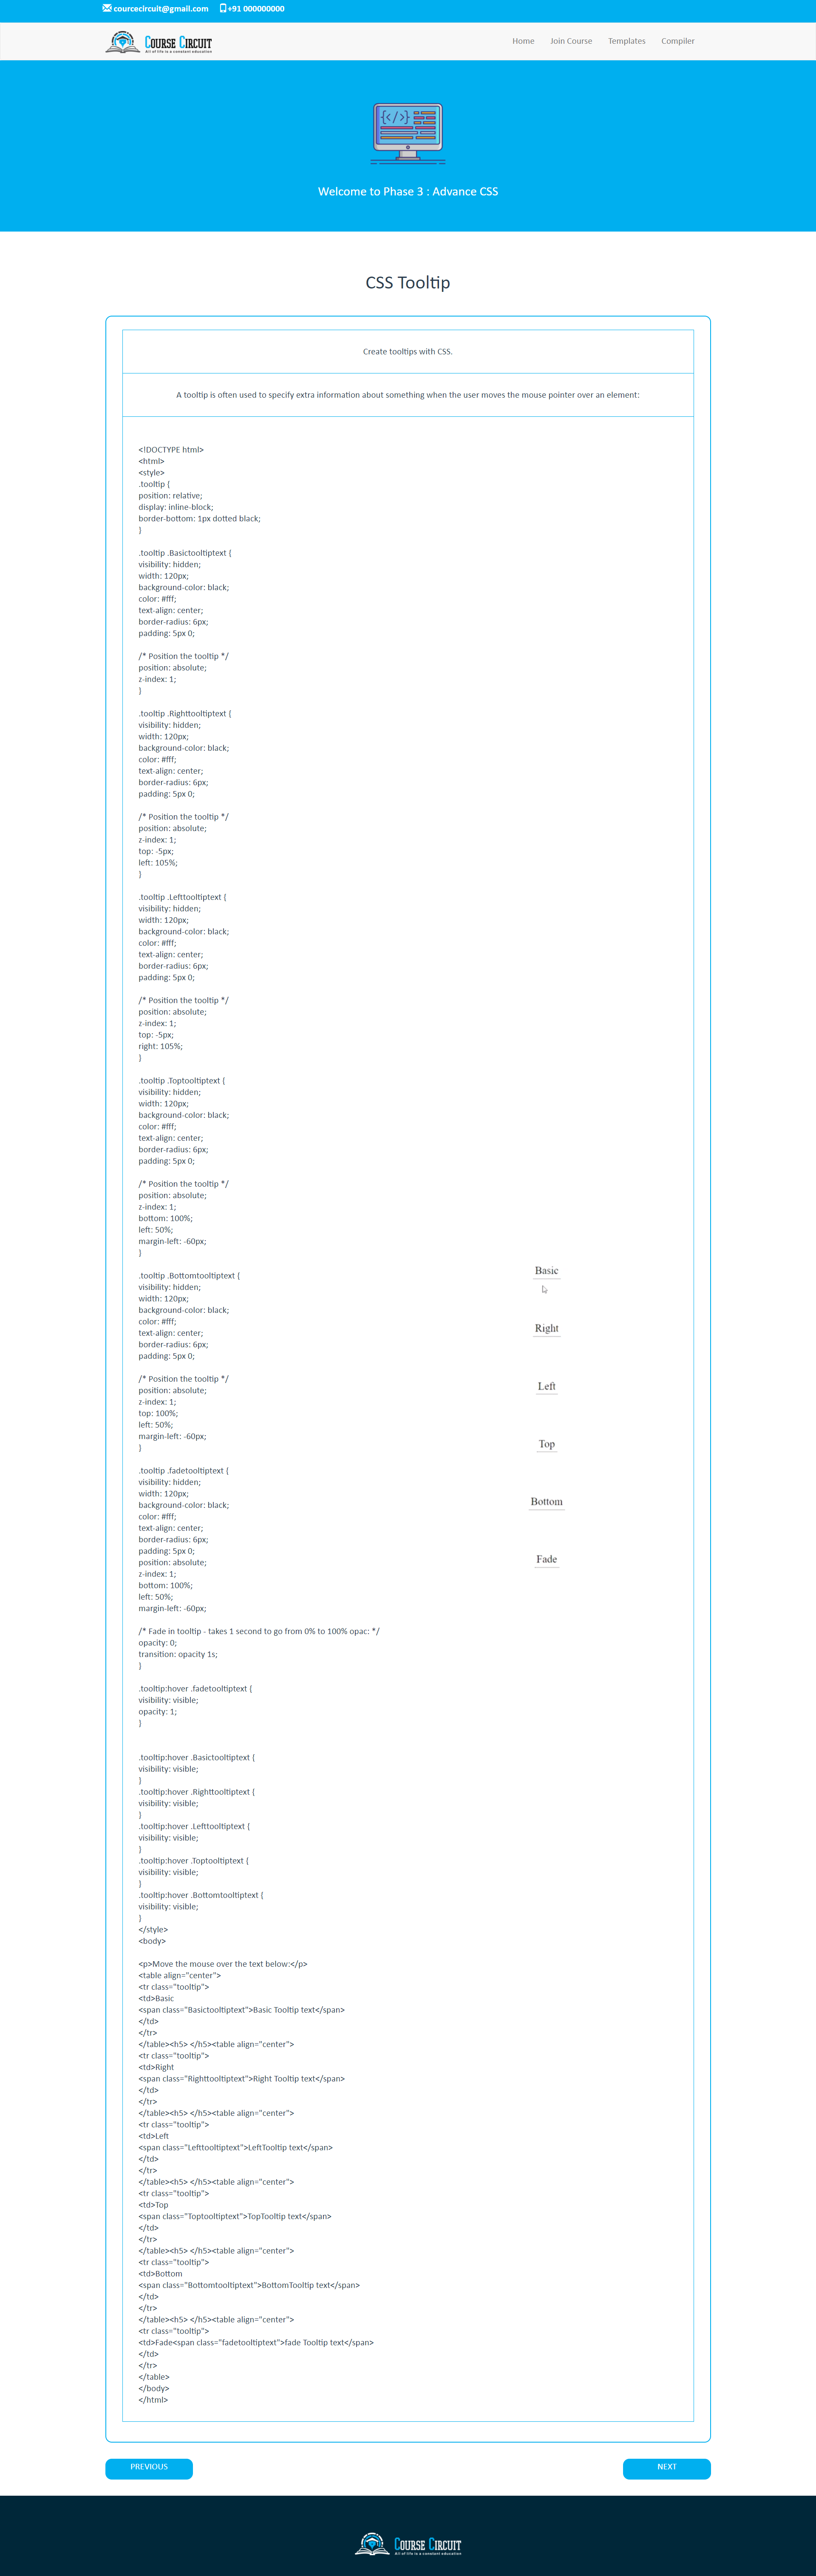 courcecircuit@gmail.com +91 000000000
COURSE CIRCUIT
All of life is a constant education
Home Join Course Templates Compiler
{</>}
Welcome to Phase 3 : Advance CSS
CSS Tooltip
Create tooltips with CSS.
A tooltip is often used to specify extra information about something when the user moves the mouse pointer over an element:
<!DOCTYPE html>
<html>
<style>
.tooltip {
position: relative;
display: inline-block;
border-bottom: 1px dotted black;
}
.tooltip .Basictooltiptext {
visibility: hidden;
width: 120px;
background-color: black;
color: #fff;
text-align: center;
border-radius: 6px;
padding: 5px 0;
/* Position the tooltip */
position: absolute;
z-index: 1;
}
.tooltip .Righttooltiptext {
visibility: hidden;
width: 120px;
background-color: black;
color: #fff;
text-align: center;
border-radius: 6px;
padding: 5px 0;
/* Position the tooltip */
position: absolute;
z-index: 1;
top: -5px;
left: 105%;
}
.tooltip .Lefttooltiptext {
visibility: hidden;
width: 120px;
background-color: black;
color: #fff;
text-align: center;
border-radius: 6px;
padding: 5px 0;
/* Position the tooltip */
position: absolute;
z-index: 1;
top: -5px;
right: 105%;
}
.tooltip .Toptooltiptext {
visibility: hidden;
width: 120px;
background-color: black;
color: #fff;
text-align: center;
border-radius: 6px;
padding: 5px 0;
/* Position the tooltip */
position: absolute;
z-index: 1;
bottom: 100%;
left: 50%;
margin-left: -60px;
}
.tooltip .Bottomtooltiptext {
visibility: hidden;
width: 120px;
background-color: black;
color: #fff;
text-align: center;
border-radius: 6px;
padding: 5px 0;
/* Position the tooltip */
position: absolute;
z-index: 1;
top: 100%;
left: 50%;
margin-left: -60px;
}
.tooltip .fadetooltiptext {
visibility: hidden;
width: 120px;
background-color: black;
color: #fff;
text-align: center;
border-radius: 6px;
padding: 5px 0;
position: absolute;
z-index: 1;
bottom: 100%;
left: 50%;
margin-left: -60px;
/* Fade in tooltip - takes 1 second to go from 0% to 100% opac: */
opacity: 0;
transition: opacity 1s;
}
.tooltip:hover .fadetooltiptext {
visibility: visible;
opacity: 1;
}
.tooltip:hover .Basictooltiptext {
visibility: visible;
}
.tooltip:hover .Righttooltiptext {
visibility: visible;
}
.tooltip:hover .Lefttooltiptext {
visibility: visible;
}
.tooltip:hover .Toptooltiptext {
visibility: visible;
}
.tooltip:hover .Bottomtooltiptext {
visibility: visible;
}
</style>
<body>
<p>Move the mouse over the text below:</p>
<table align="center">
<tr class="tooltip">
<td>Basic
<span class="Basictooltiptext">Basic Tooltip text</span>
</td>
</tr>
</table><h5> </h5><table align="center">
<tr class="tooltip">
<td>Right
<span class="Righttooltiptext">Right Tooltip text</span>
</td>
</tr>
</table><h5> </h5><table align="center">
<tr class="tooltip">
<td>Left
<span class="Lefttooltiptext">LeftTooltip text</span>
</td>
</tr>
</table><h5> </h5><table align="center">
<tr class="tooltip">
<td>Top
<span class="Toptooltiptext">TopTooltip text</span>
</td>
</tr>
</table><h5> </h5><table align="center">
<tr class="tooltip">
<td>Bottom
<span class="Bottomtooltiptext">BottomTooltip text</span>
</td>
</tr>
</table><h5> </h5><table align="center">
<tr class="tooltip">
<td>Fade<span class="fadetooltiptext">fade Tooltip text</span>
</td>
</tr>
</table>
</body>
</html>
Basic
Right
Left
Top
Bottom
Fade
PREVIOUS NEXT
COURSE CIRCUIT
All of life is a constant education